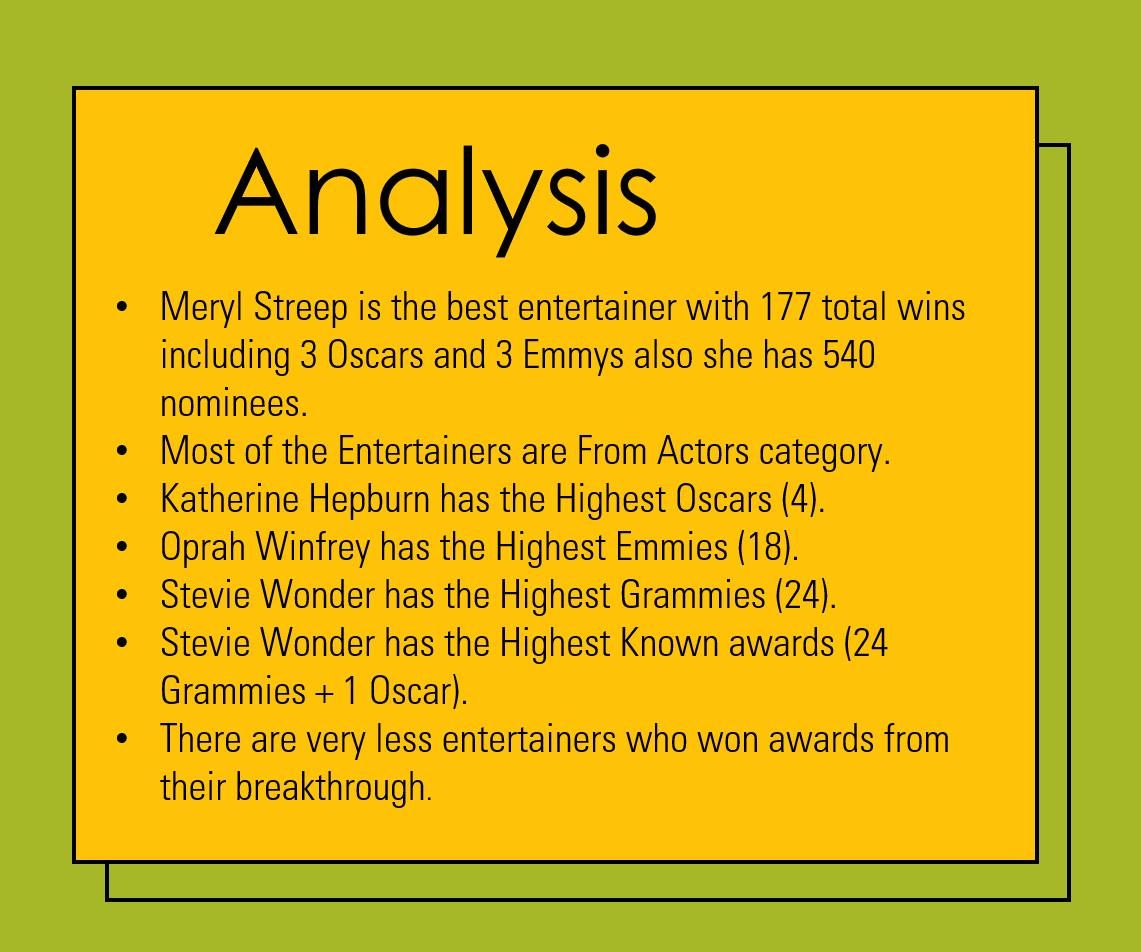 Analysis
• Meryl Streep is the best entertainer with 177 total wins
including 3 Oscars and 3 Emmys also she has 540
nominees.
• Most of the Entertainers are From Actors category.
• Katherine Hepburn has the Highest Oscars (4).
• Oprah Winfrey has the Highest Emmies (18).
• Stevie Wonder has the Highest Grammies (24).
• Stevie Wonder has the Highest Known awards (24
Grammies + 1 Oscar).
• There are very less entertainers who won awards from
their breakthrough.